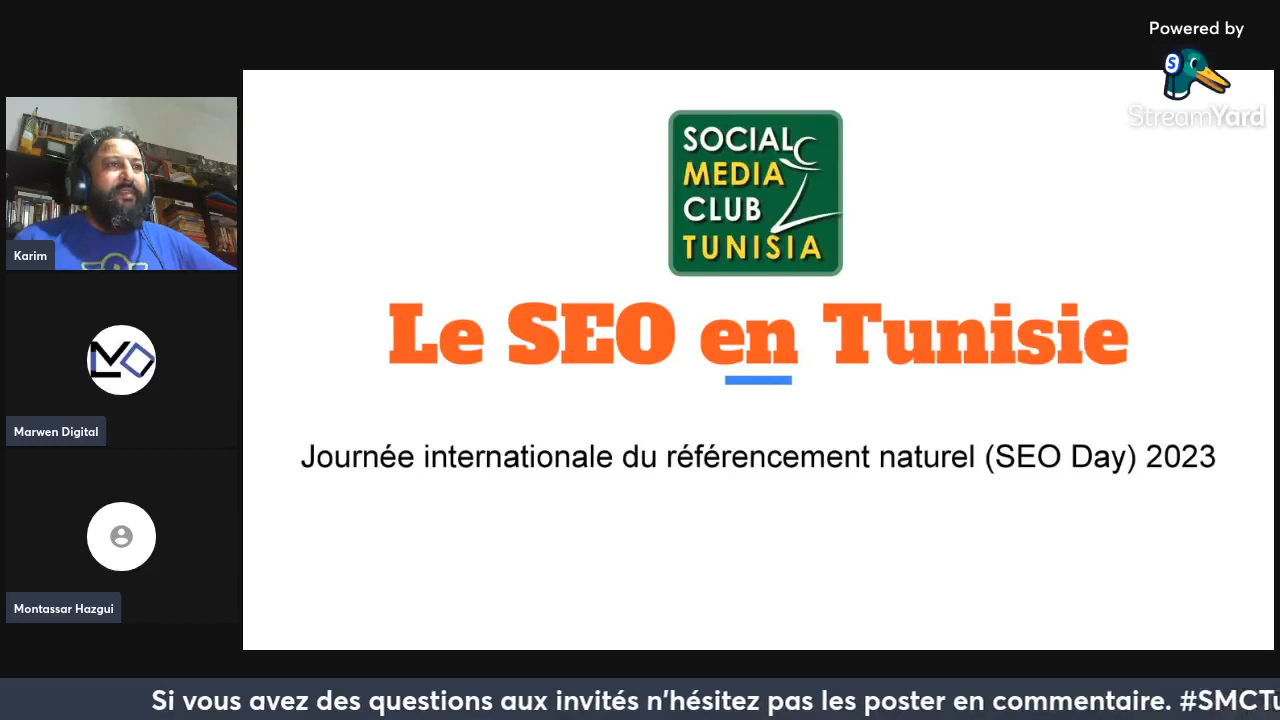 Powered by
S
StreamYard
SOCIAL
MEDIA
CLUB
TUNISIA
Le SEO en Tunisie
Journée internationale du référencement naturel (SEO Day) 2023
Karim
Marwen Digital
Montassar Hazgui
Si vous avez des questions aux invités n'hésitez pas les poster en commentaire. #SMCTu